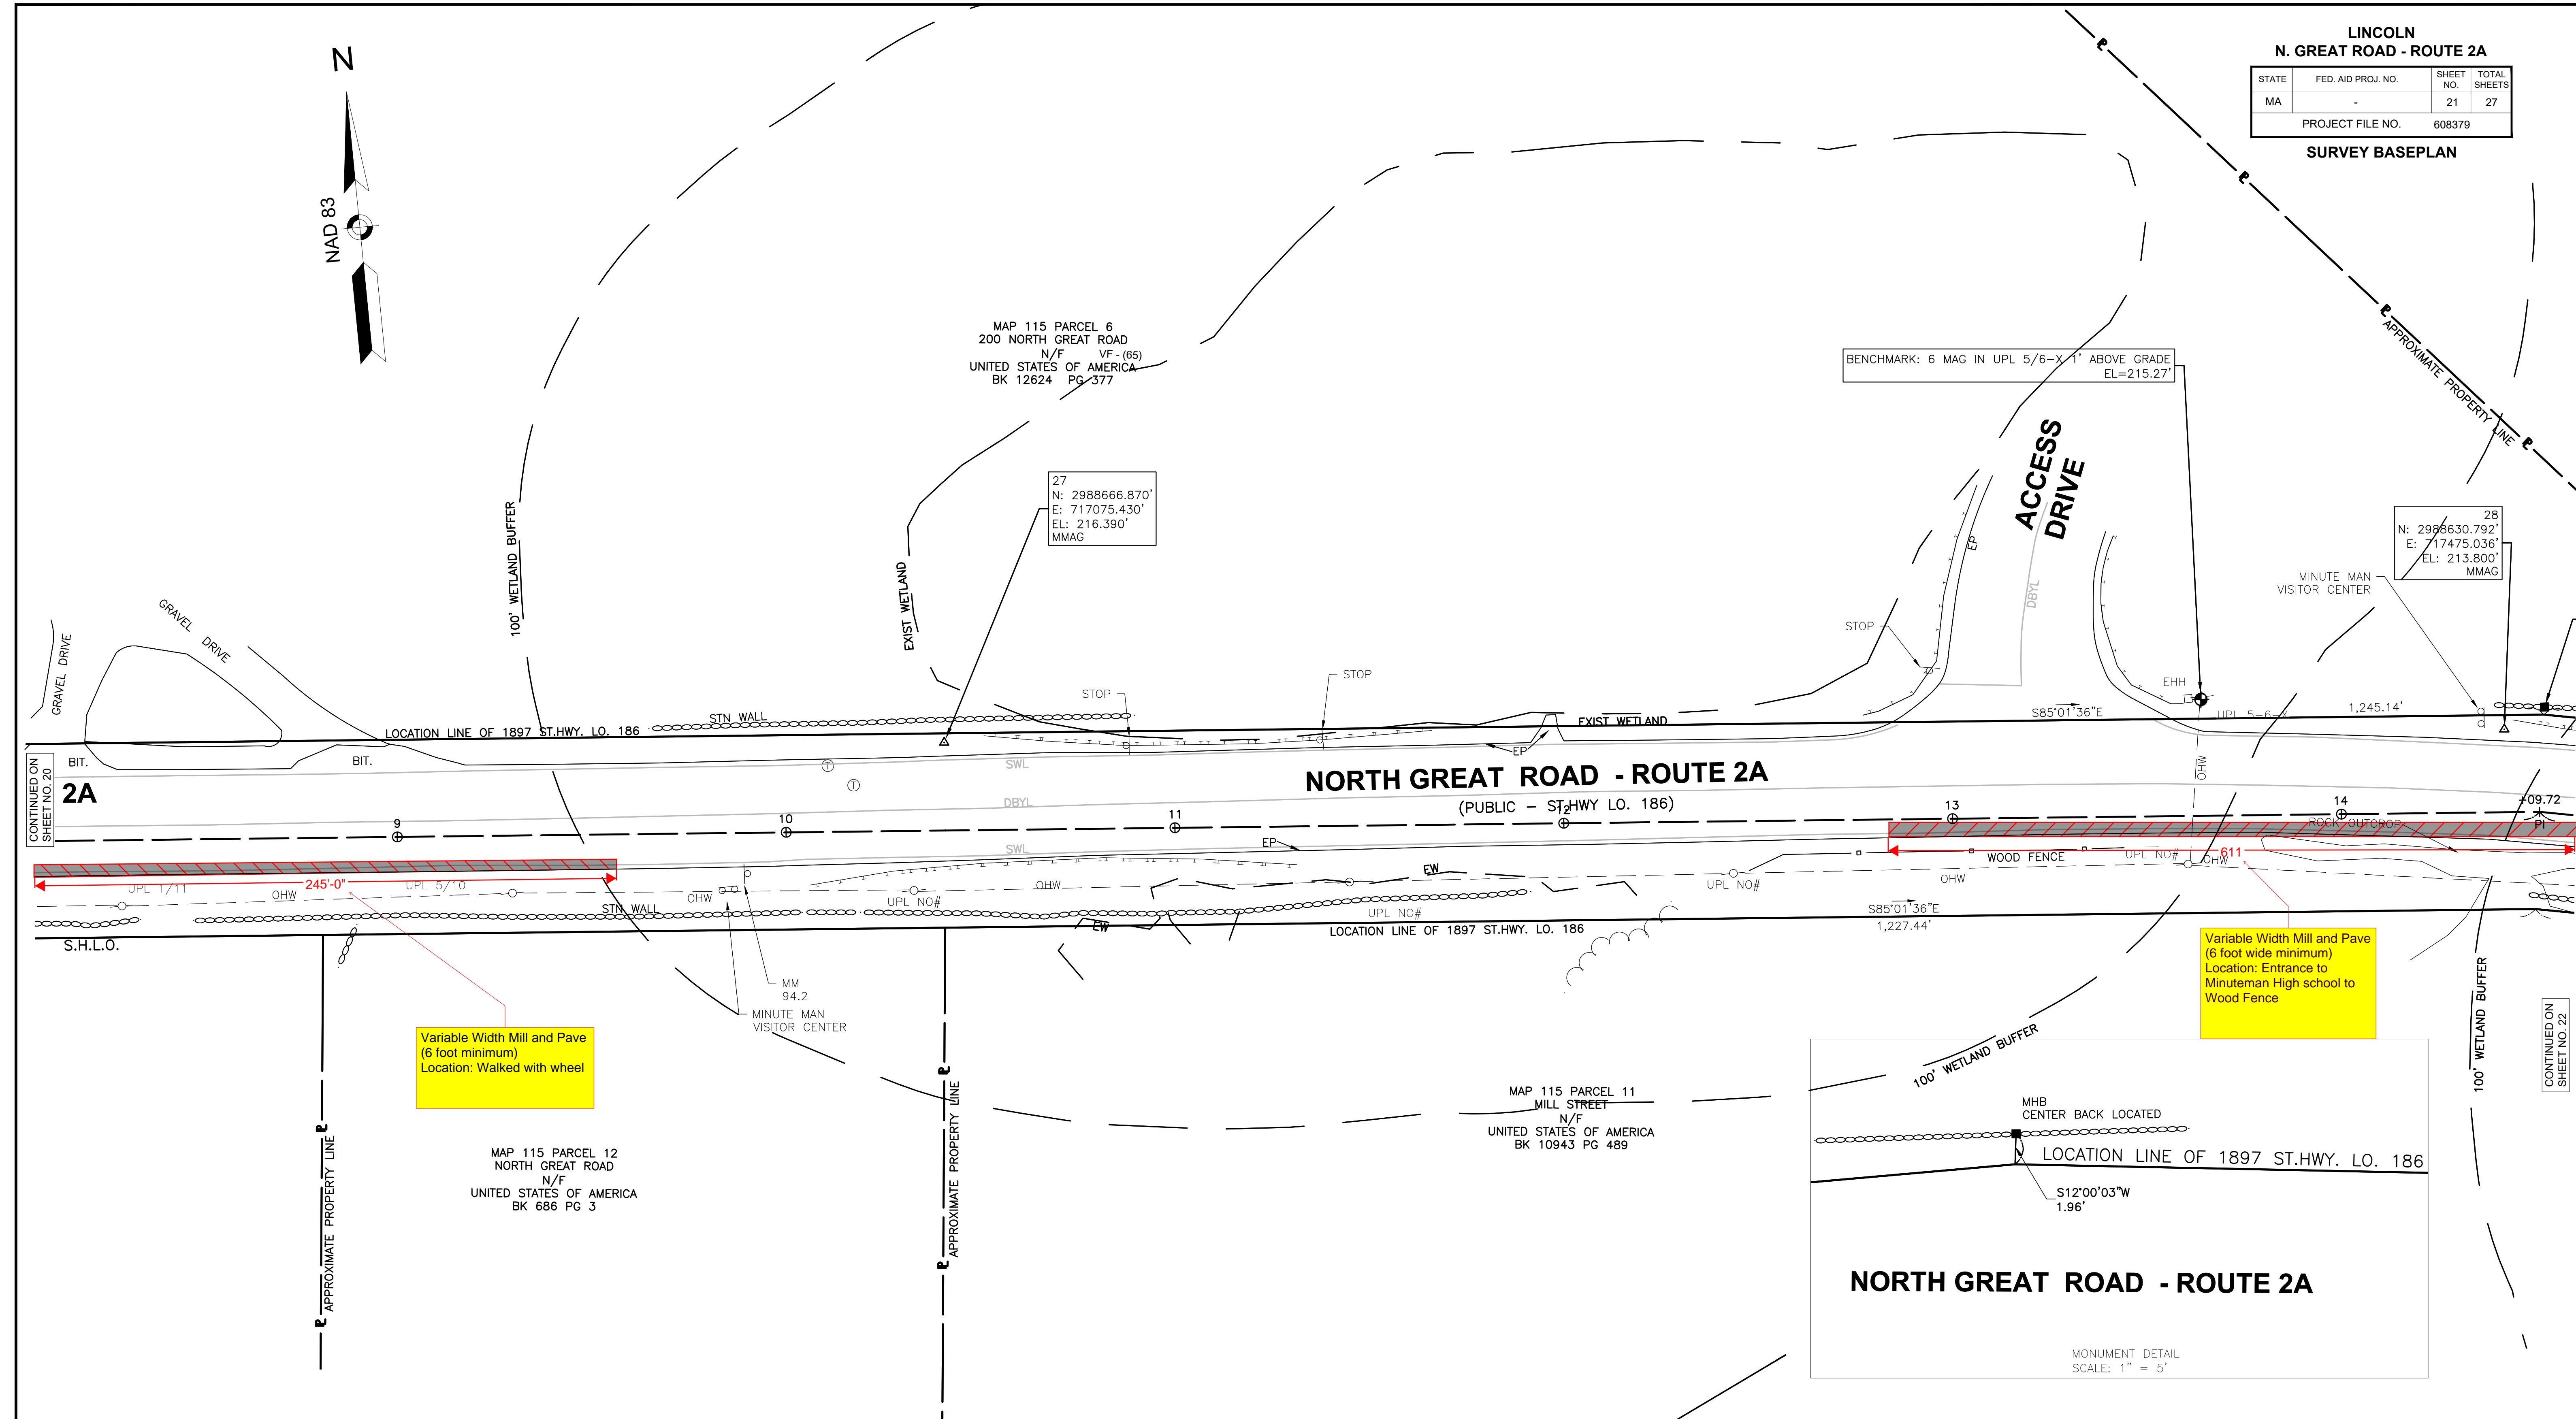 LINCOLN
N. GREAT ROAD - ROUTE 2A
STATE FED. AID PROJ. NO. SHEET NO. TOTAL SHEETS
MA - 21 27
PROJECT FILE NO. 608379
SURVEY BASEPLAN
N
NAD 83
MAP 115 PARCEL 6
200 NORTH GREAT ROAD
N/F VF - (65)
UNITED STATES OF AMERICA
BK 12624 PG 377
BENCHMARK: 6 MAG IN UPL 5/6-X 1' ABOVE GRADE
EL=215.27'
APPROXIMATE PROPERTY LINE
ACCESS
DRIVE
27
N: 2988666.870'
E: 717075.430'
EL: 216.390'
MMAG
28
N: 2988630.792'
E: 717475.036'
EL: 213.800'
MMAG
MINUTE MAN
VISITOR CENTER
100' WETLAND BUFFER
EXIST WETLAND
EP
DBYL
GRAVEL DRIVE
GRAVEL DRIVE
STOP
STOP
STOP
EHH
UPL 5-6-X
S85°01'36"E
1,245.14'
STN WALL
LOCATION LINE OF 1897 ST.HWY. LO. 186
EXIST WETLAND
BIT.
BIT.
EP
SWL
OHW
CONTINUED ON
SHEET NO. 20
2A
NORTH GREAT ROAD - ROUTE 2A
(PUBLIC - ST.HWY LO. 186)
DBYL
9
10
11
12
13
14
+09.72
PI
ROCK OUTCROP
EP
SWL
WOOD FENCE
UPL NO#
611
OHW
245'-0"
UPL 1/11
UPL 5/10
OHW
OHW
OHW
OHW
EW
UPL NO#
UPL NO#
OHW
STN WALL
UPL NO#
EW
S85°01'36"E
1,227.44'
LOCATION LINE OF 1897 ST.HWY. LO. 186
S.H.L.O.
MM
94.2
MINUTE MAN
VISITOR CENTER
Variable Width Mill and Pave
(6 foot minimum)
Location: Walked with wheel
Variable Width Mill and Pave
(6 foot wide minimum)
Location: Entrance to
Minuteman High school to
Wood Fence
100' WETLAND BUFFER
100' WETLAND BUFFER
CONTINUED ON
SHEET NO. 22
APPROXIMATE PROPERTY LINE
APPROXIMATE PROPERTY LINE
MAP 115 PARCEL 12
NORTH GREAT ROAD
N/F
UNITED STATES OF AMERICA
BK 686 PG 3
MAP 115 PARCEL 11
MILL STREET
N/F
UNITED STATES OF AMERICA
BK 10943 PG 489
MHB
CENTER BACK LOCATED
LOCATION LINE OF 1897 ST.HWY. LO. 186
S12°00'03"W
1.96'
NORTH GREAT ROAD - ROUTE 2A
MONUMENT DETAIL
SCALE: 1" = 5'